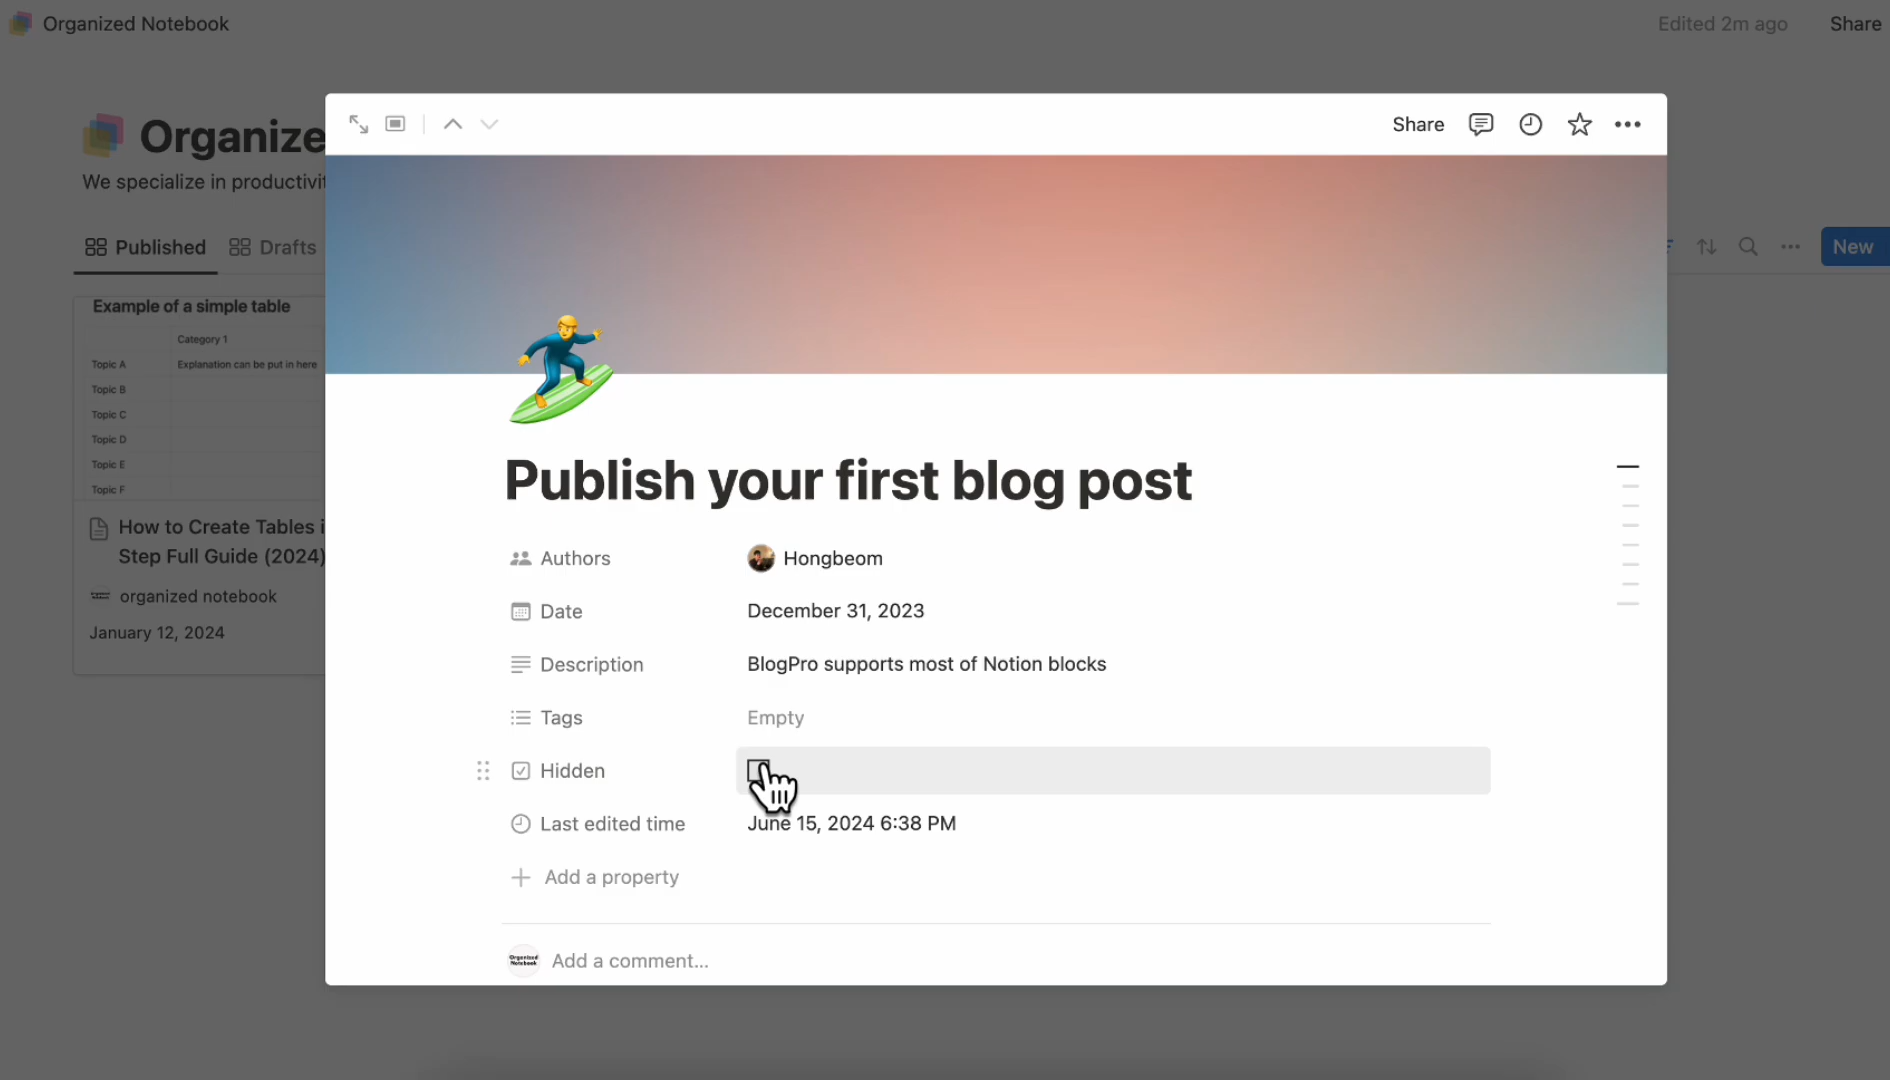 Organized Notebook
Edited 2m ago
Share
Organize
We specialize in productivit
Published
Drafts
New
Example of a simple table
Category 1
Topic A
Explanation can be put in here
Topic B
Topic C
Topic D
Topic E
Topic F
How to Create Tables i
Step Full Guide (2024)
organized notebook
January 12, 2024
Share
Publish your first blog post
Authors
Hongbeom
Date
December 31, 2023
Description
BlogPro supports most of Notion blocks
Tags
Empty
Hidden
Last edited time
June 15, 2024 6:38 PM
Add a property
Organized
Notebook
Add a comment...